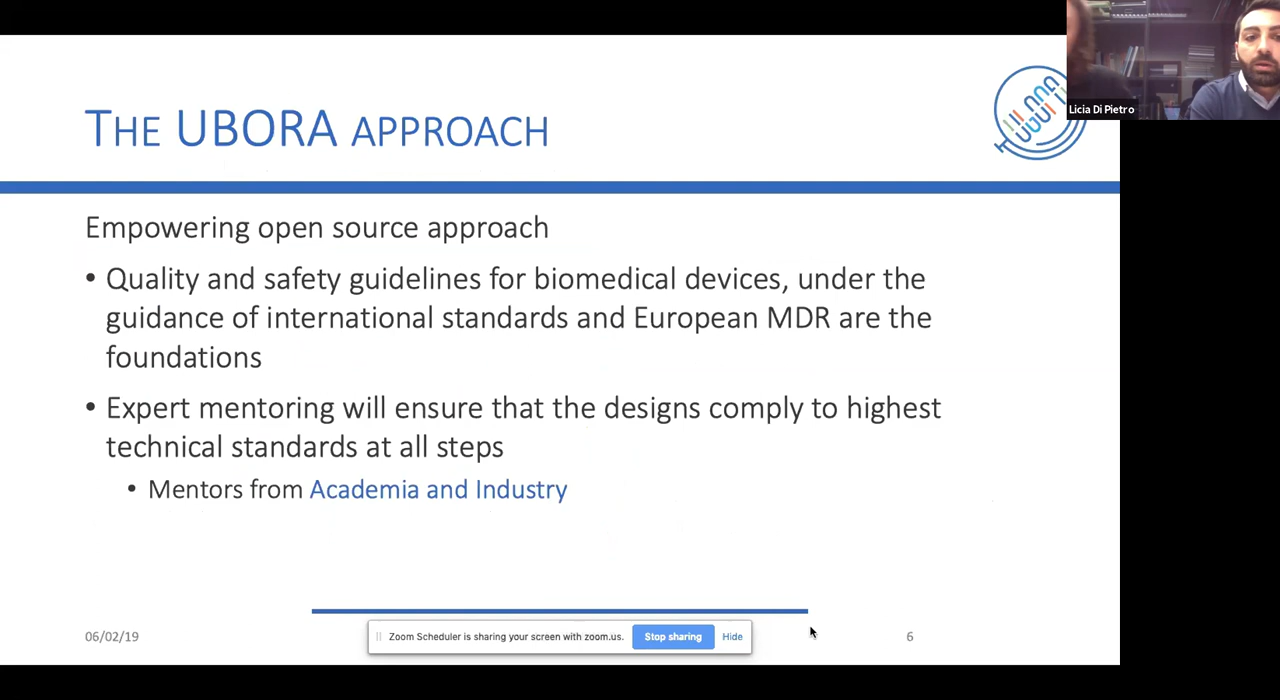 THE UBORA APPROACH
Licia Di Pietro
Empowering open source approach
• Quality and safety guidelines for biomedical devices, under the
guidance of international standards and European MDR are the
foundations
• Expert mentoring will ensure that the designs comply to highest
technical standards at all steps
• Mentors from Academia and Industry
06/02/19
Zoom Scheduler is sharing your screen with zoom.us.
Stop sharing
Hide
6